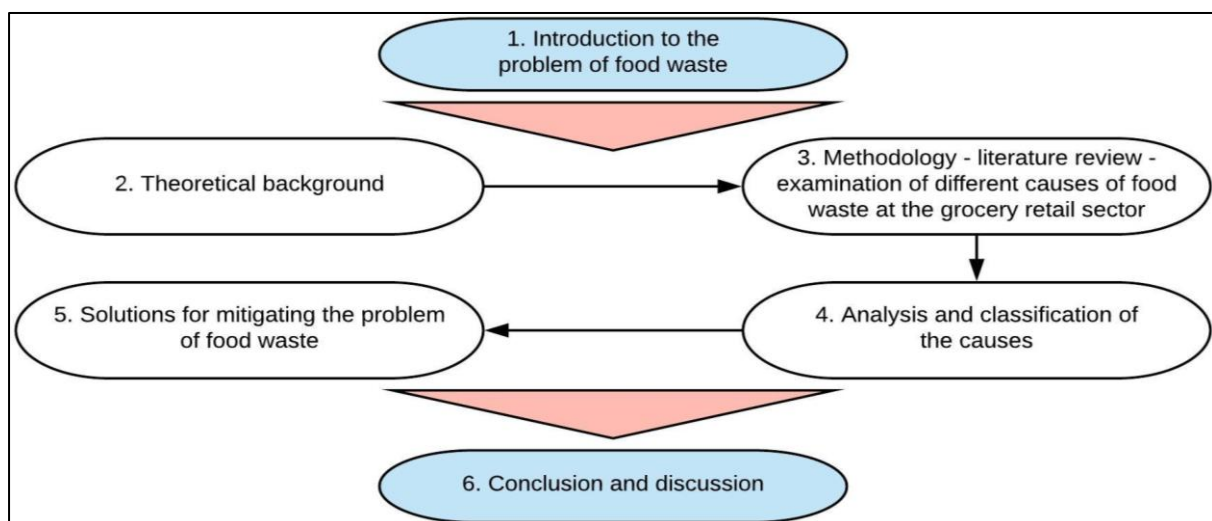 1. Introduction to the
problem of food waste
2. Theoretical background
3. Methodology - literature review -
examination of different causes of food
waste at the grocery retail sector
5. Solutions for mitigating the problem
of food waste
4. Analysis and classification of
the causes
6. Conclusion and discussion